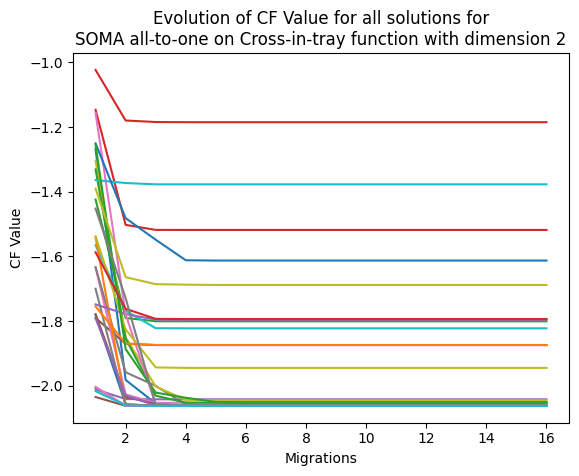 Evolution of CF Value for all solutions for
SOMA all-to-one on Cross-in-tray function with dimension 2
−1.0
−1.2
−1.4
−1.6
−1.8
−2.0
CF Value
2 4 6 8 10 12 14 16
Migrations